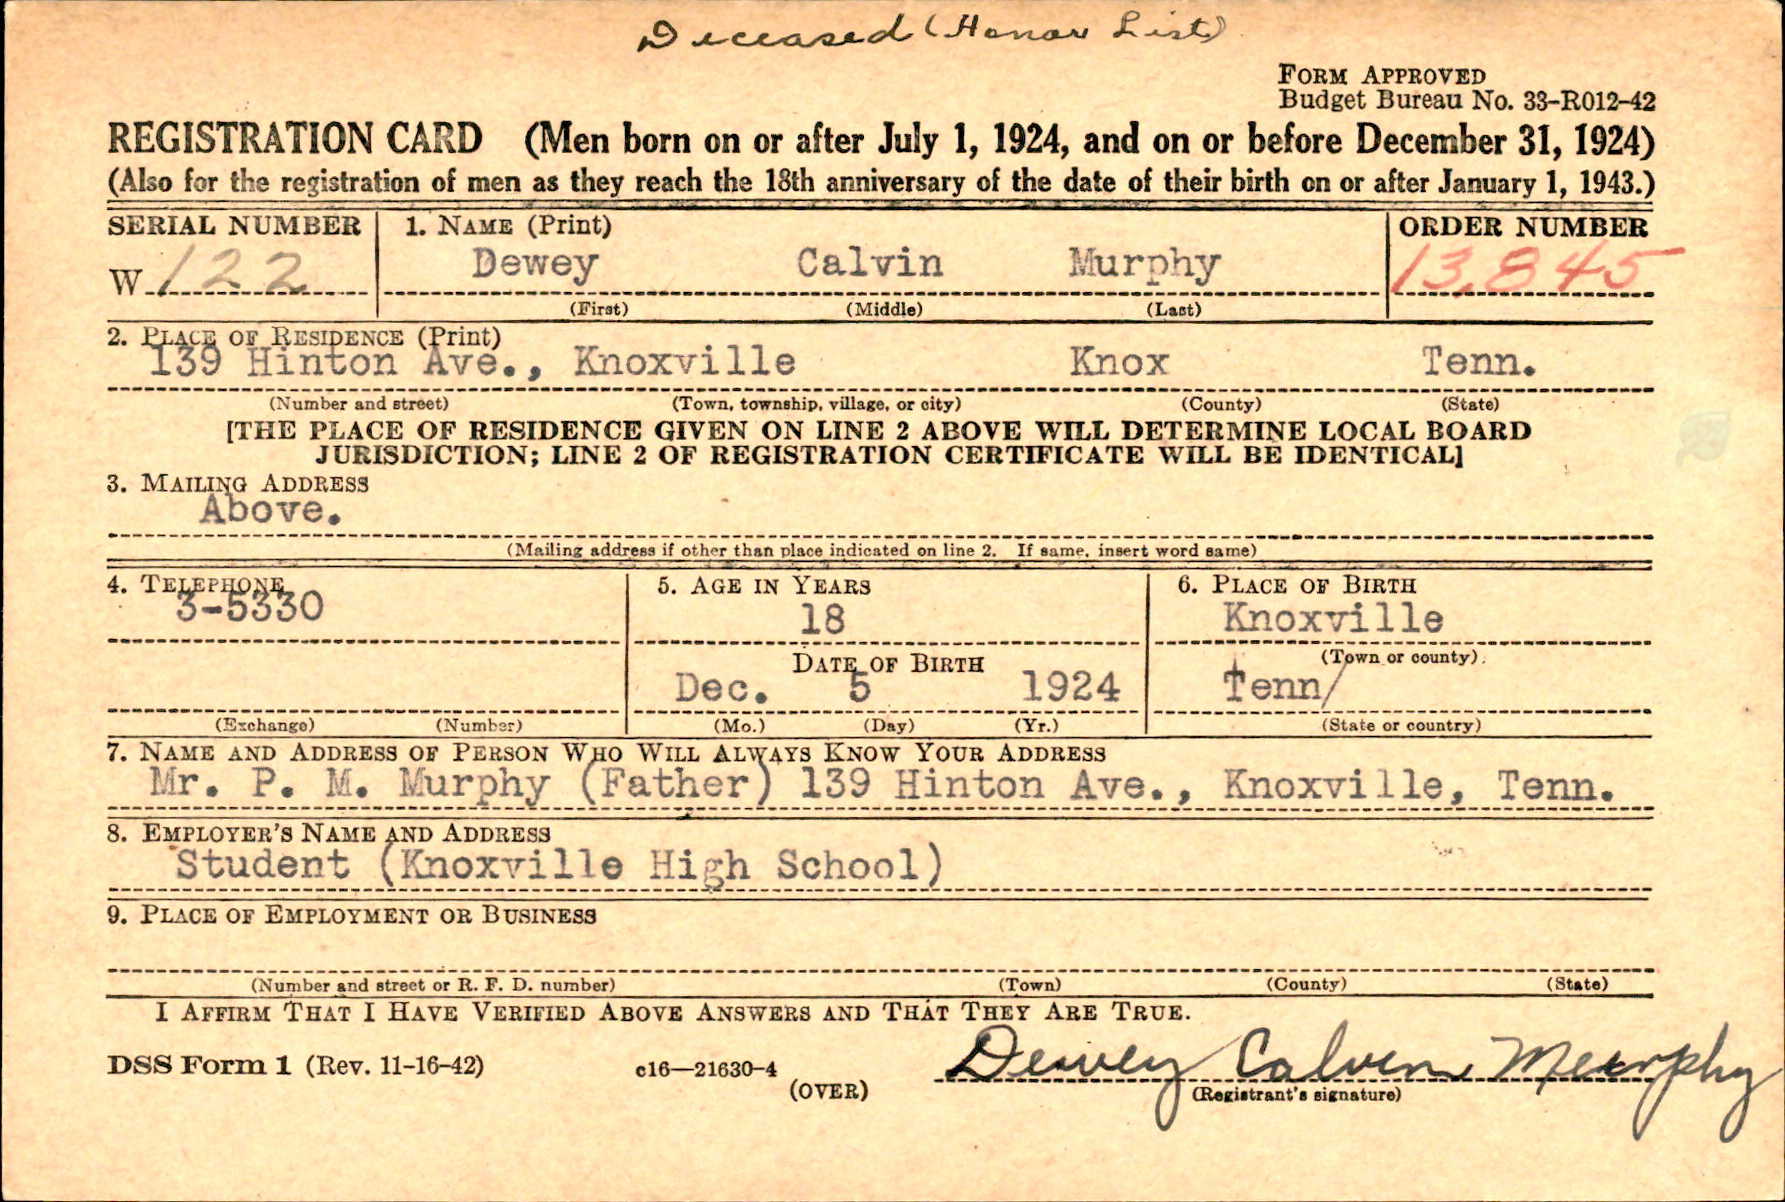 Deceased (Honor List)
FORM APPROVED
Budget Bureau No. 33-R012-42
REGISTRATION CARD (Men born on or after July 1, 1924, and on or before December 31, 1924)
(Also for the registration of men as they reach the 18th anniversary of the date of their birth on or after January 1, 1943.)
SERIAL NUMBER 1. NAME (Print) ORDER NUMBER
W 122 Dewey Calvin Murphy 13,845
(First) (Middle) (Last)
2. PLACE OF RESIDENCE (Print)
139 Hinton Ave., Knoxville Knox Tenn.
(Number and street) (Town, township, village, or city) (County) (State)
[THE PLACE OF RESIDENCE GIVEN ON LINE 2 ABOVE WILL DETERMINE LOCAL BOARD
JURISDICTION; LINE 2 OF REGISTRATION CERTIFICATE WILL BE IDENTICAL]
3. MAILING ADDRESS
Above.
(Mailing address if other than place indicated on line 2. If same, insert word same)
4. TELEPHONE 5. AGE IN YEARS 6. PLACE OF BIRTH
3-5330 18 Knoxville
DATE OF BIRTH (Town or county)
Dec. 5 1924 Tenn/
(Exchange) (Number) (Mo.) (Day) (Yr.) (State or country)
7. NAME AND ADDRESS OF PERSON WHO WILL ALWAYS KNOW YOUR ADDRESS
Mr. P. M. Murphy (Father) 139 Hinton Ave., Knoxville, Tenn.
8. EMPLOYER'S NAME AND ADDRESS
Student (Knoxville High School)
9. PLACE OF EMPLOYMENT OR BUSINESS
(Number and street or R. F. D. number) (Town) (County) (State)
I AFFIRM THAT I HAVE VERIFIED ABOVE ANSWERS AND THAT THEY ARE TRUE.
DSS Form 1 (Rev. 11-16-42) c16—21630-4 Dewey Calvin Murphy
(OVER) (Registrant's signature)